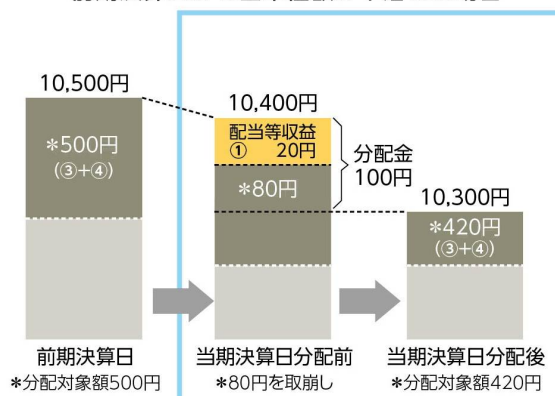 10,500円
10,400円
配当等収益
① 20円
*500円
(③+④)
分配金
100円
*80円
10,300円
*420円
(③+④)
前期決算日
当期決算日分配前
当期決算日分配後
*分配対象額500円
*80円を取崩し
*分配対象額420円